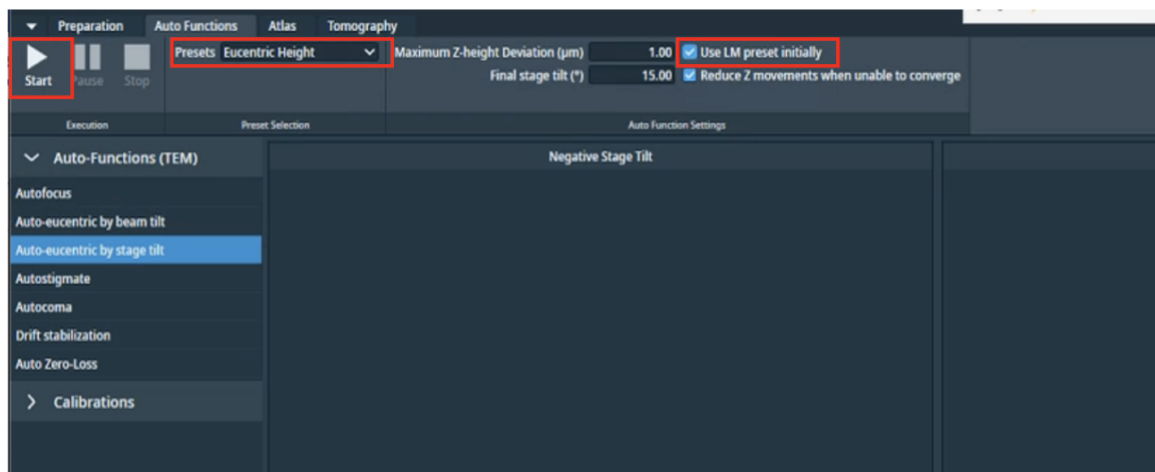 Preparation Auto Functions Atlas Tomography
Start Pause Stop
Presets Eucentric Height
Maximum Z-height Deviation (µm) 1.00 Use LM preset initially
Final stage tilt (°) 15.00 Reduce Z movements when unable to converge
Execution Preset Selection Auto Function Settings
Auto-Functions (TEM)
Negative Stage Tilt
Autofocus
Auto-eucentric by beam tilt
Auto-eucentric by stage tilt
Autostigmate
Autocoma
Drift stabilization
Auto Zero-Loss
Calibrations